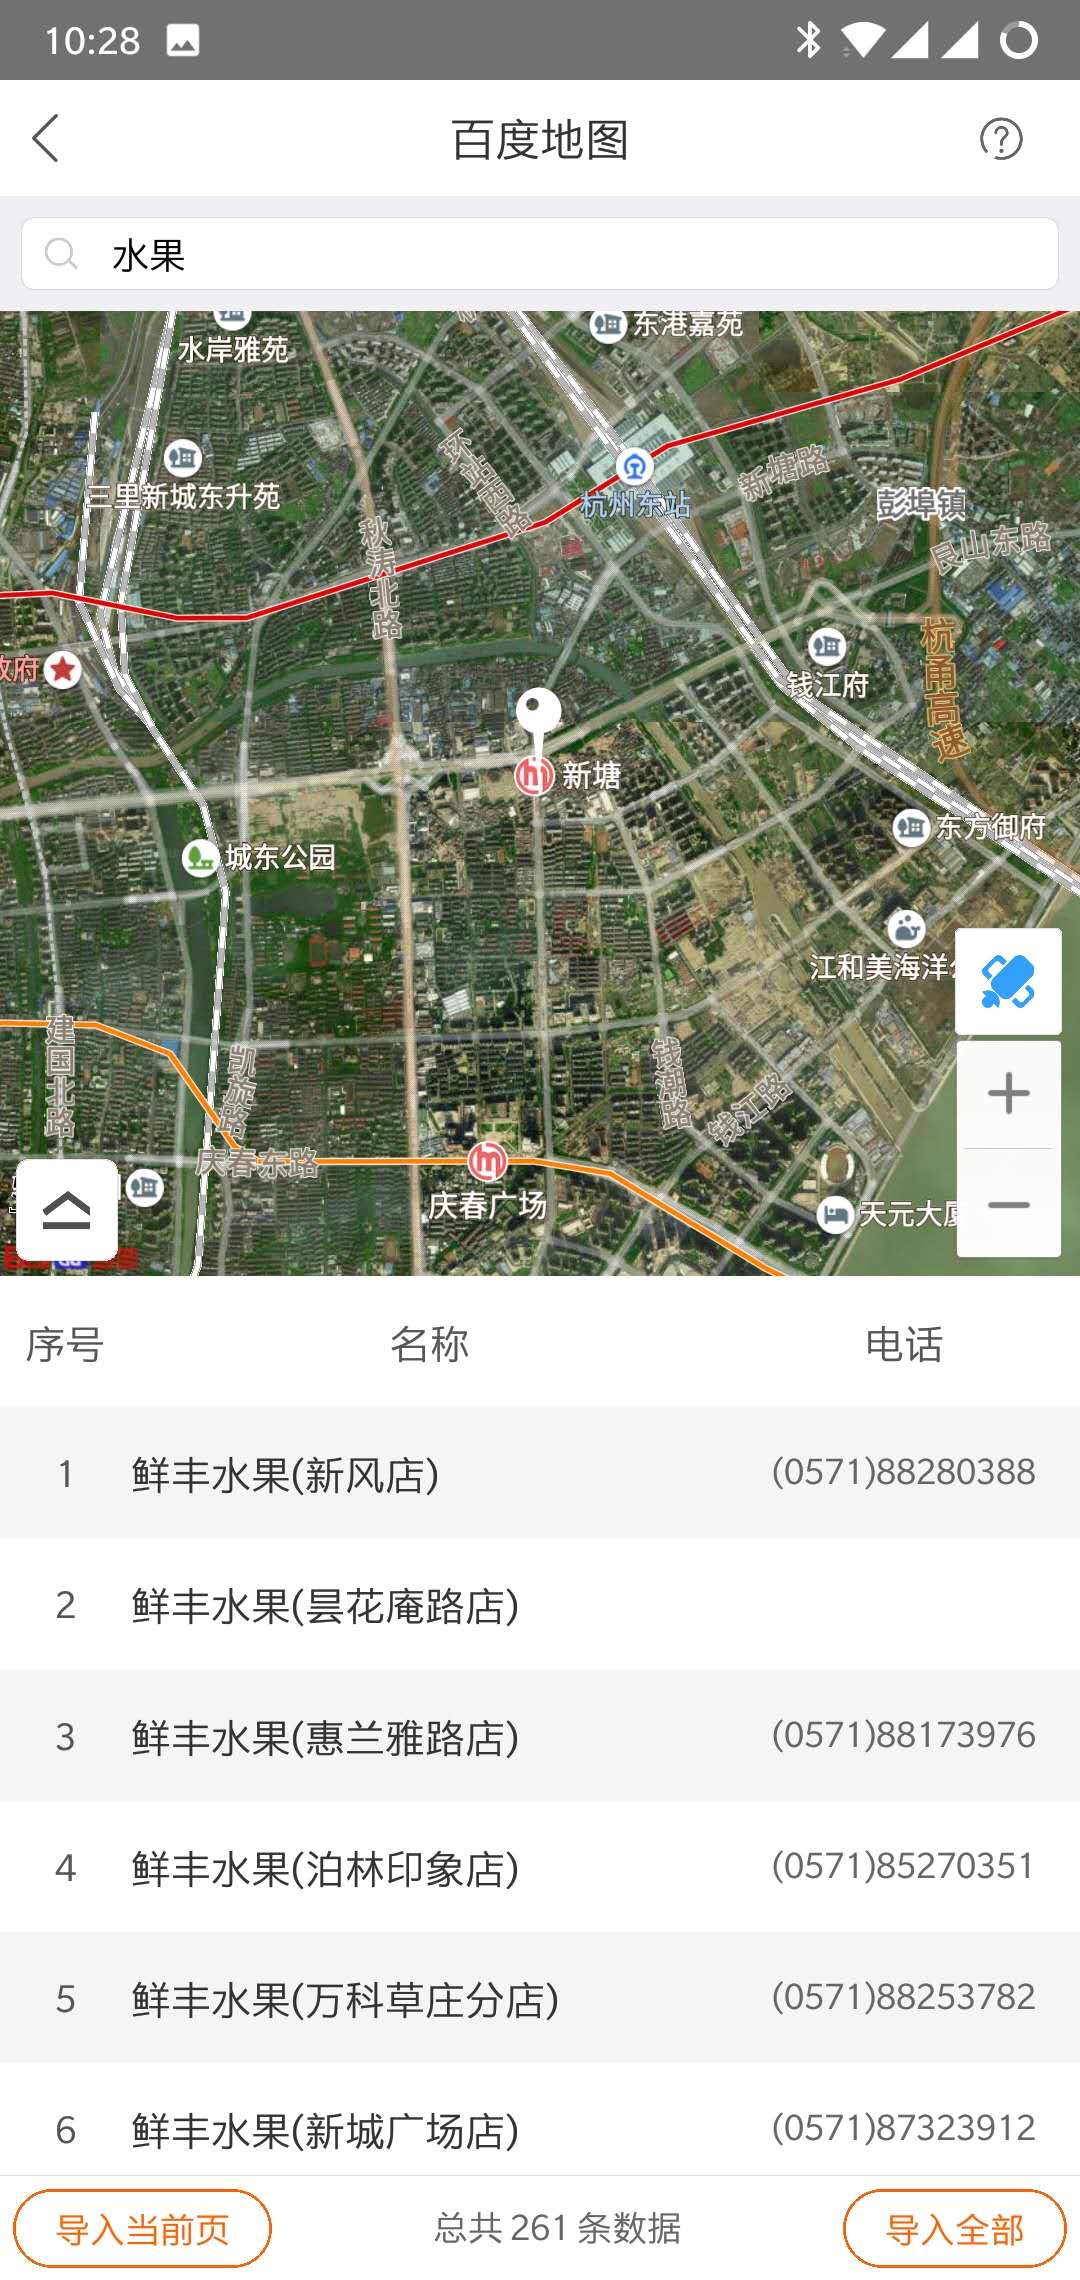 10:28
百度地图
水果
水岸雅苑
东港嘉苑
三里新城东升苑
环站西路
杭州东站
新塘路
彭埠镇
艮山东路
秋涛北路
政府
钱江府
杭甬高速
新塘
东方御府
城东公园
江和美海洋公
建国北路
凯旋路
钱潮路
钱江路
庆春东路
庆春广场
天元大厦
序号 名称 电话
1 鲜丰水果(新风店) (0571)88280388
2 鲜丰水果(昙花庵路店)
3 鲜丰水果(惠兰雅路店) (0571)88173976
4 鲜丰水果(泊林印象店) (0571)85270351
5 鲜丰水果(万科草庄分店) (0571)88253782
6 鲜丰水果(新城广场店) (0571)87323912
导入当前页 总共 261 条数据 导入全部